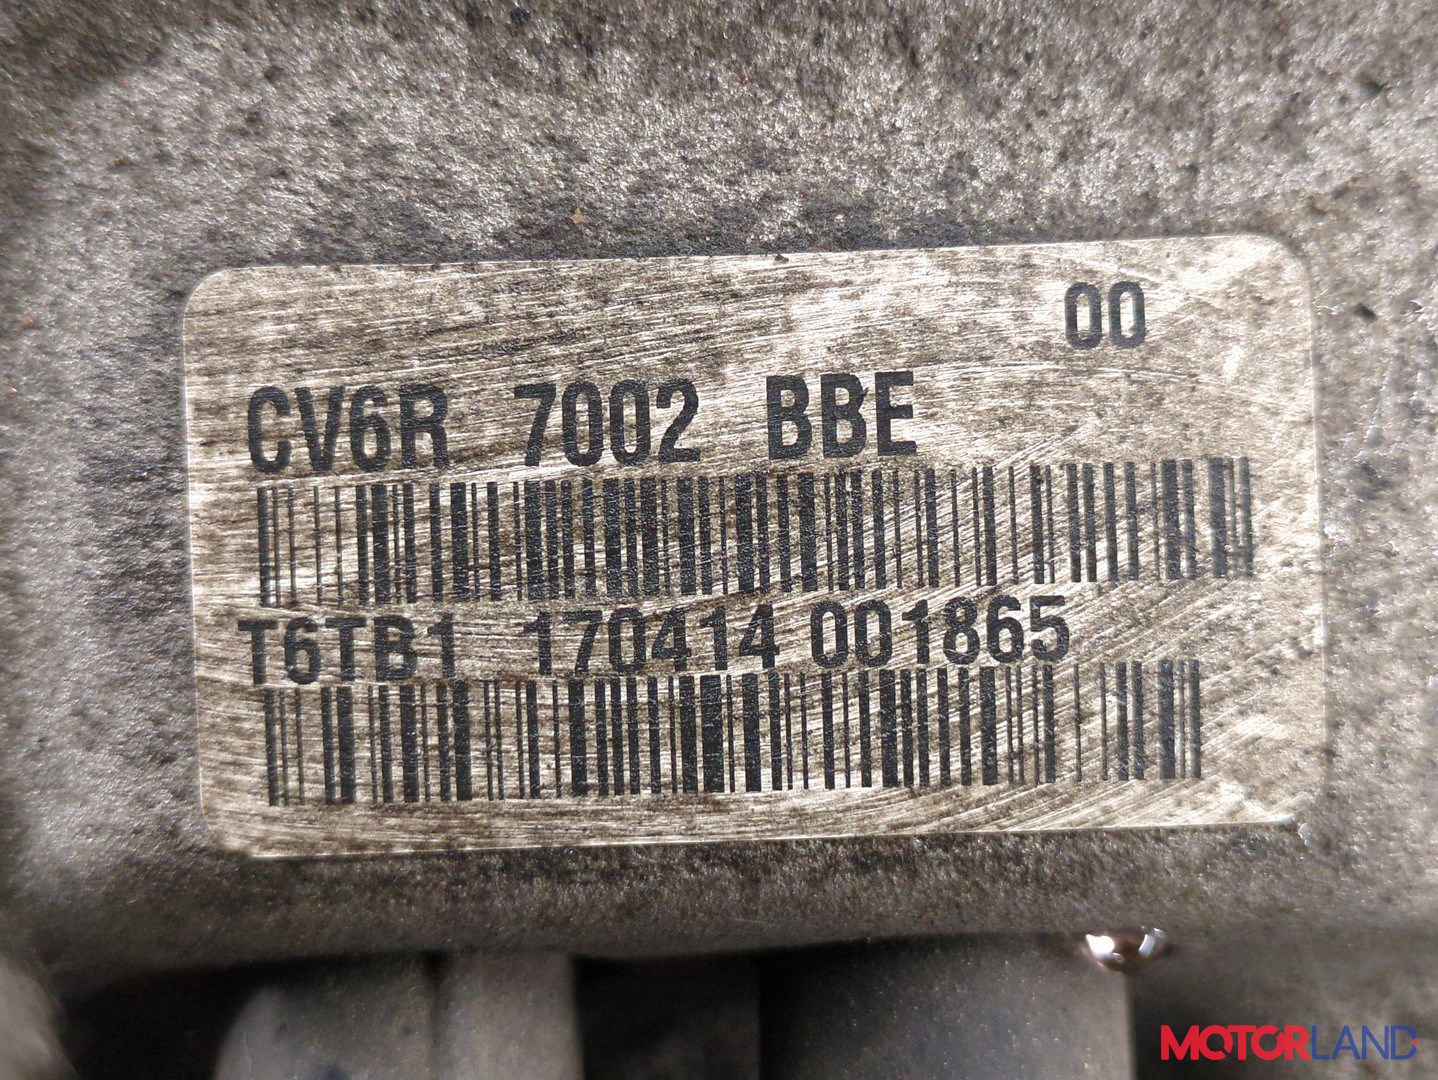 00
CV6R 7002 BBE
T6TB1 170414 001865
MOTORLAND